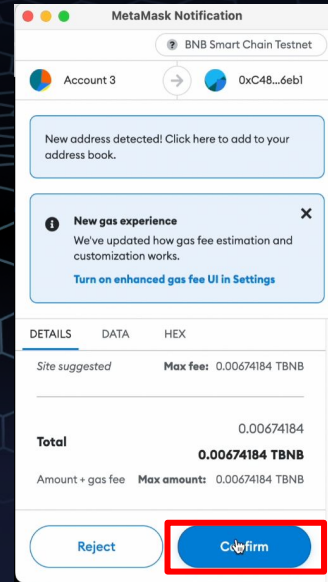 MetaMask Notification
BNB Smart Chain Testnet
Account 3
0xC48...6eb1
New address detected! Click here to add to your
address book.
New gas experience
We've updated how gas fee estimation and
customization works.
Turn on enhanced gas fee UI in Settings
DETAILS DATA HEX
Site suggested Max fee: 0.00674184 TBNB
0.00674184
Total
0.00674184 TBNB
Amount + gas fee Max amount: 0.00674184 TBNB
Reject Confirm